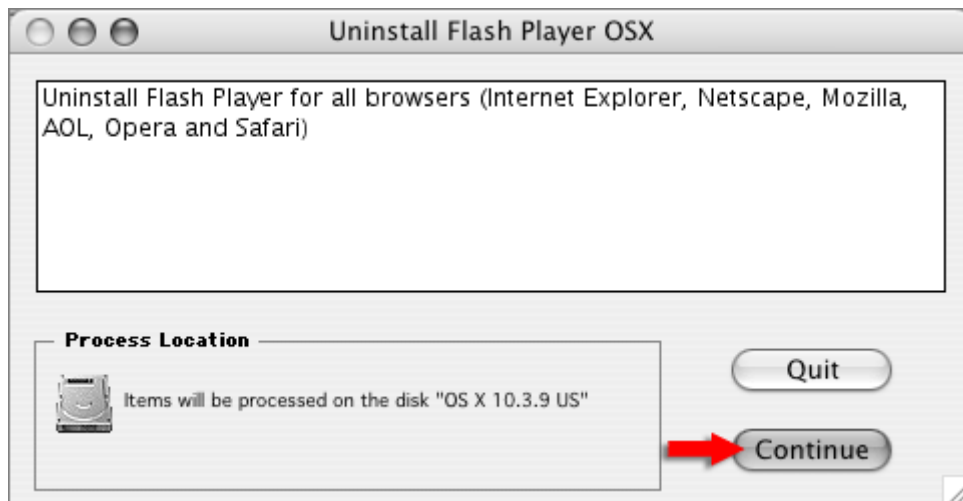 Uninstall Flash Player OSX
Uninstall Flash Player for all browsers (Internet Explorer, Netscape, Mozilla,
AOL, Opera and Safari)
Process Location
Items will be processed on the disk "OS X 10.3.9 US"
Quit
Continue